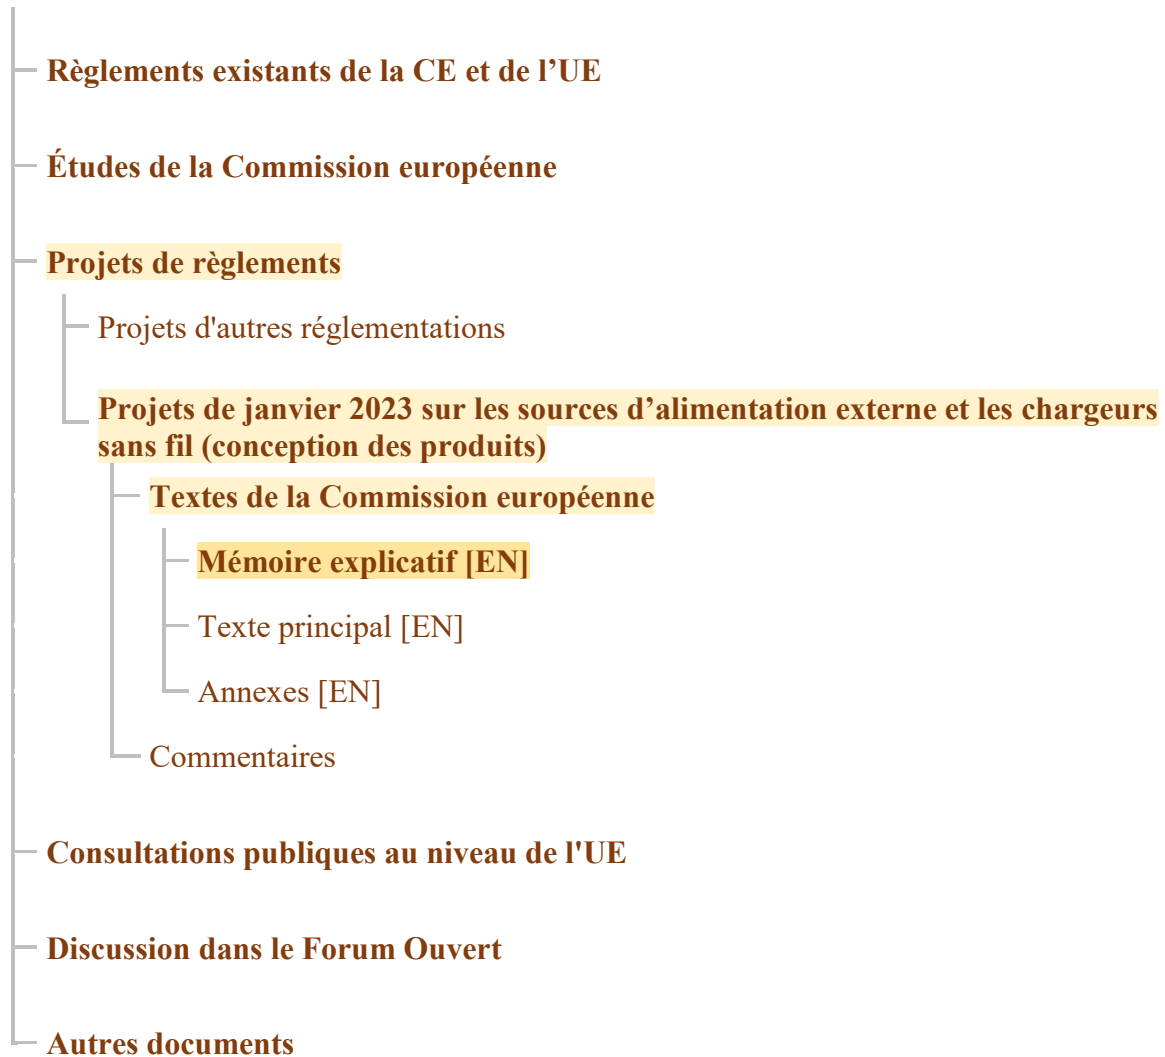 Règlements existants de la CE et de l’UE
Études de la Commission européenne
Projets de règlements
Projets d'autres réglementations
Projets de janvier 2023 sur les sources d’alimentation externe et les chargeurs
sans fil (conception des produits)
Textes de la Commission européenne
Mémoire explicatif [EN]
Texte principal [EN]
Annexes [EN]
Commentaires
Consultations publiques au niveau de l'UE
Discussion dans le Forum Ouvert
Autres documents